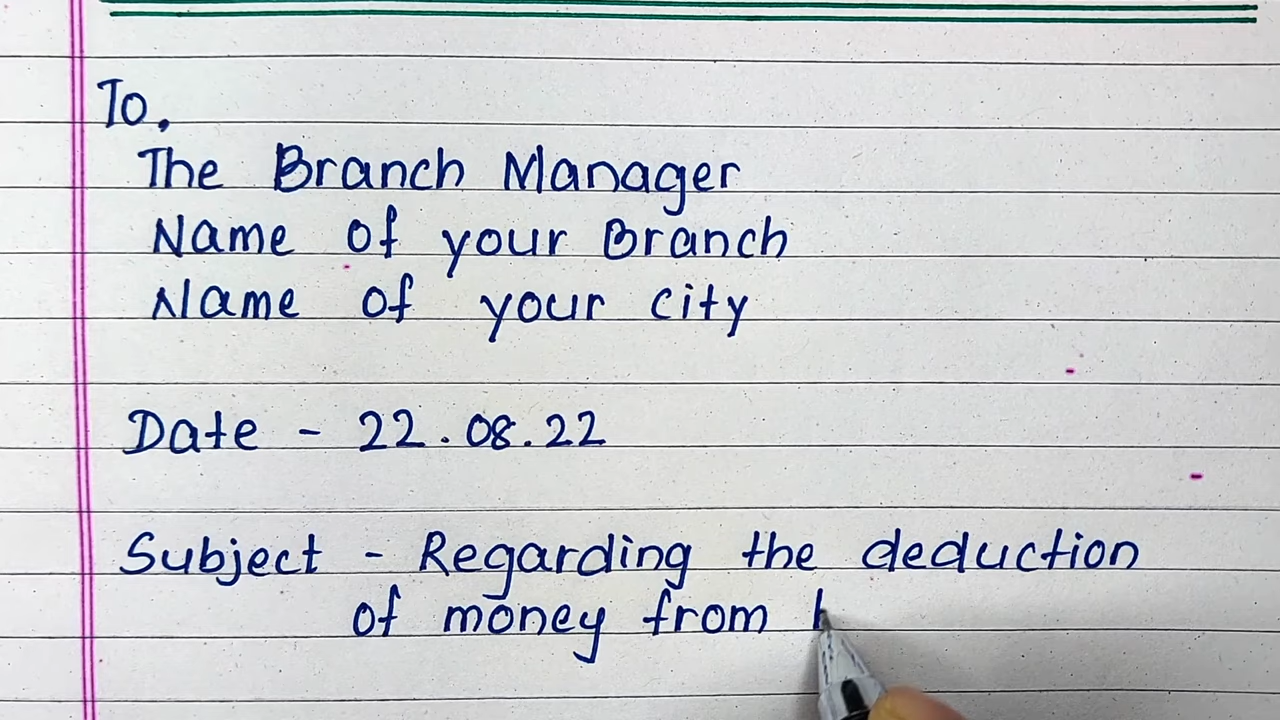 To,
The Branch Manager
Name of your Branch
Name of your city
Date - 22.08.22
Subject - Regarding the deduction
of money from